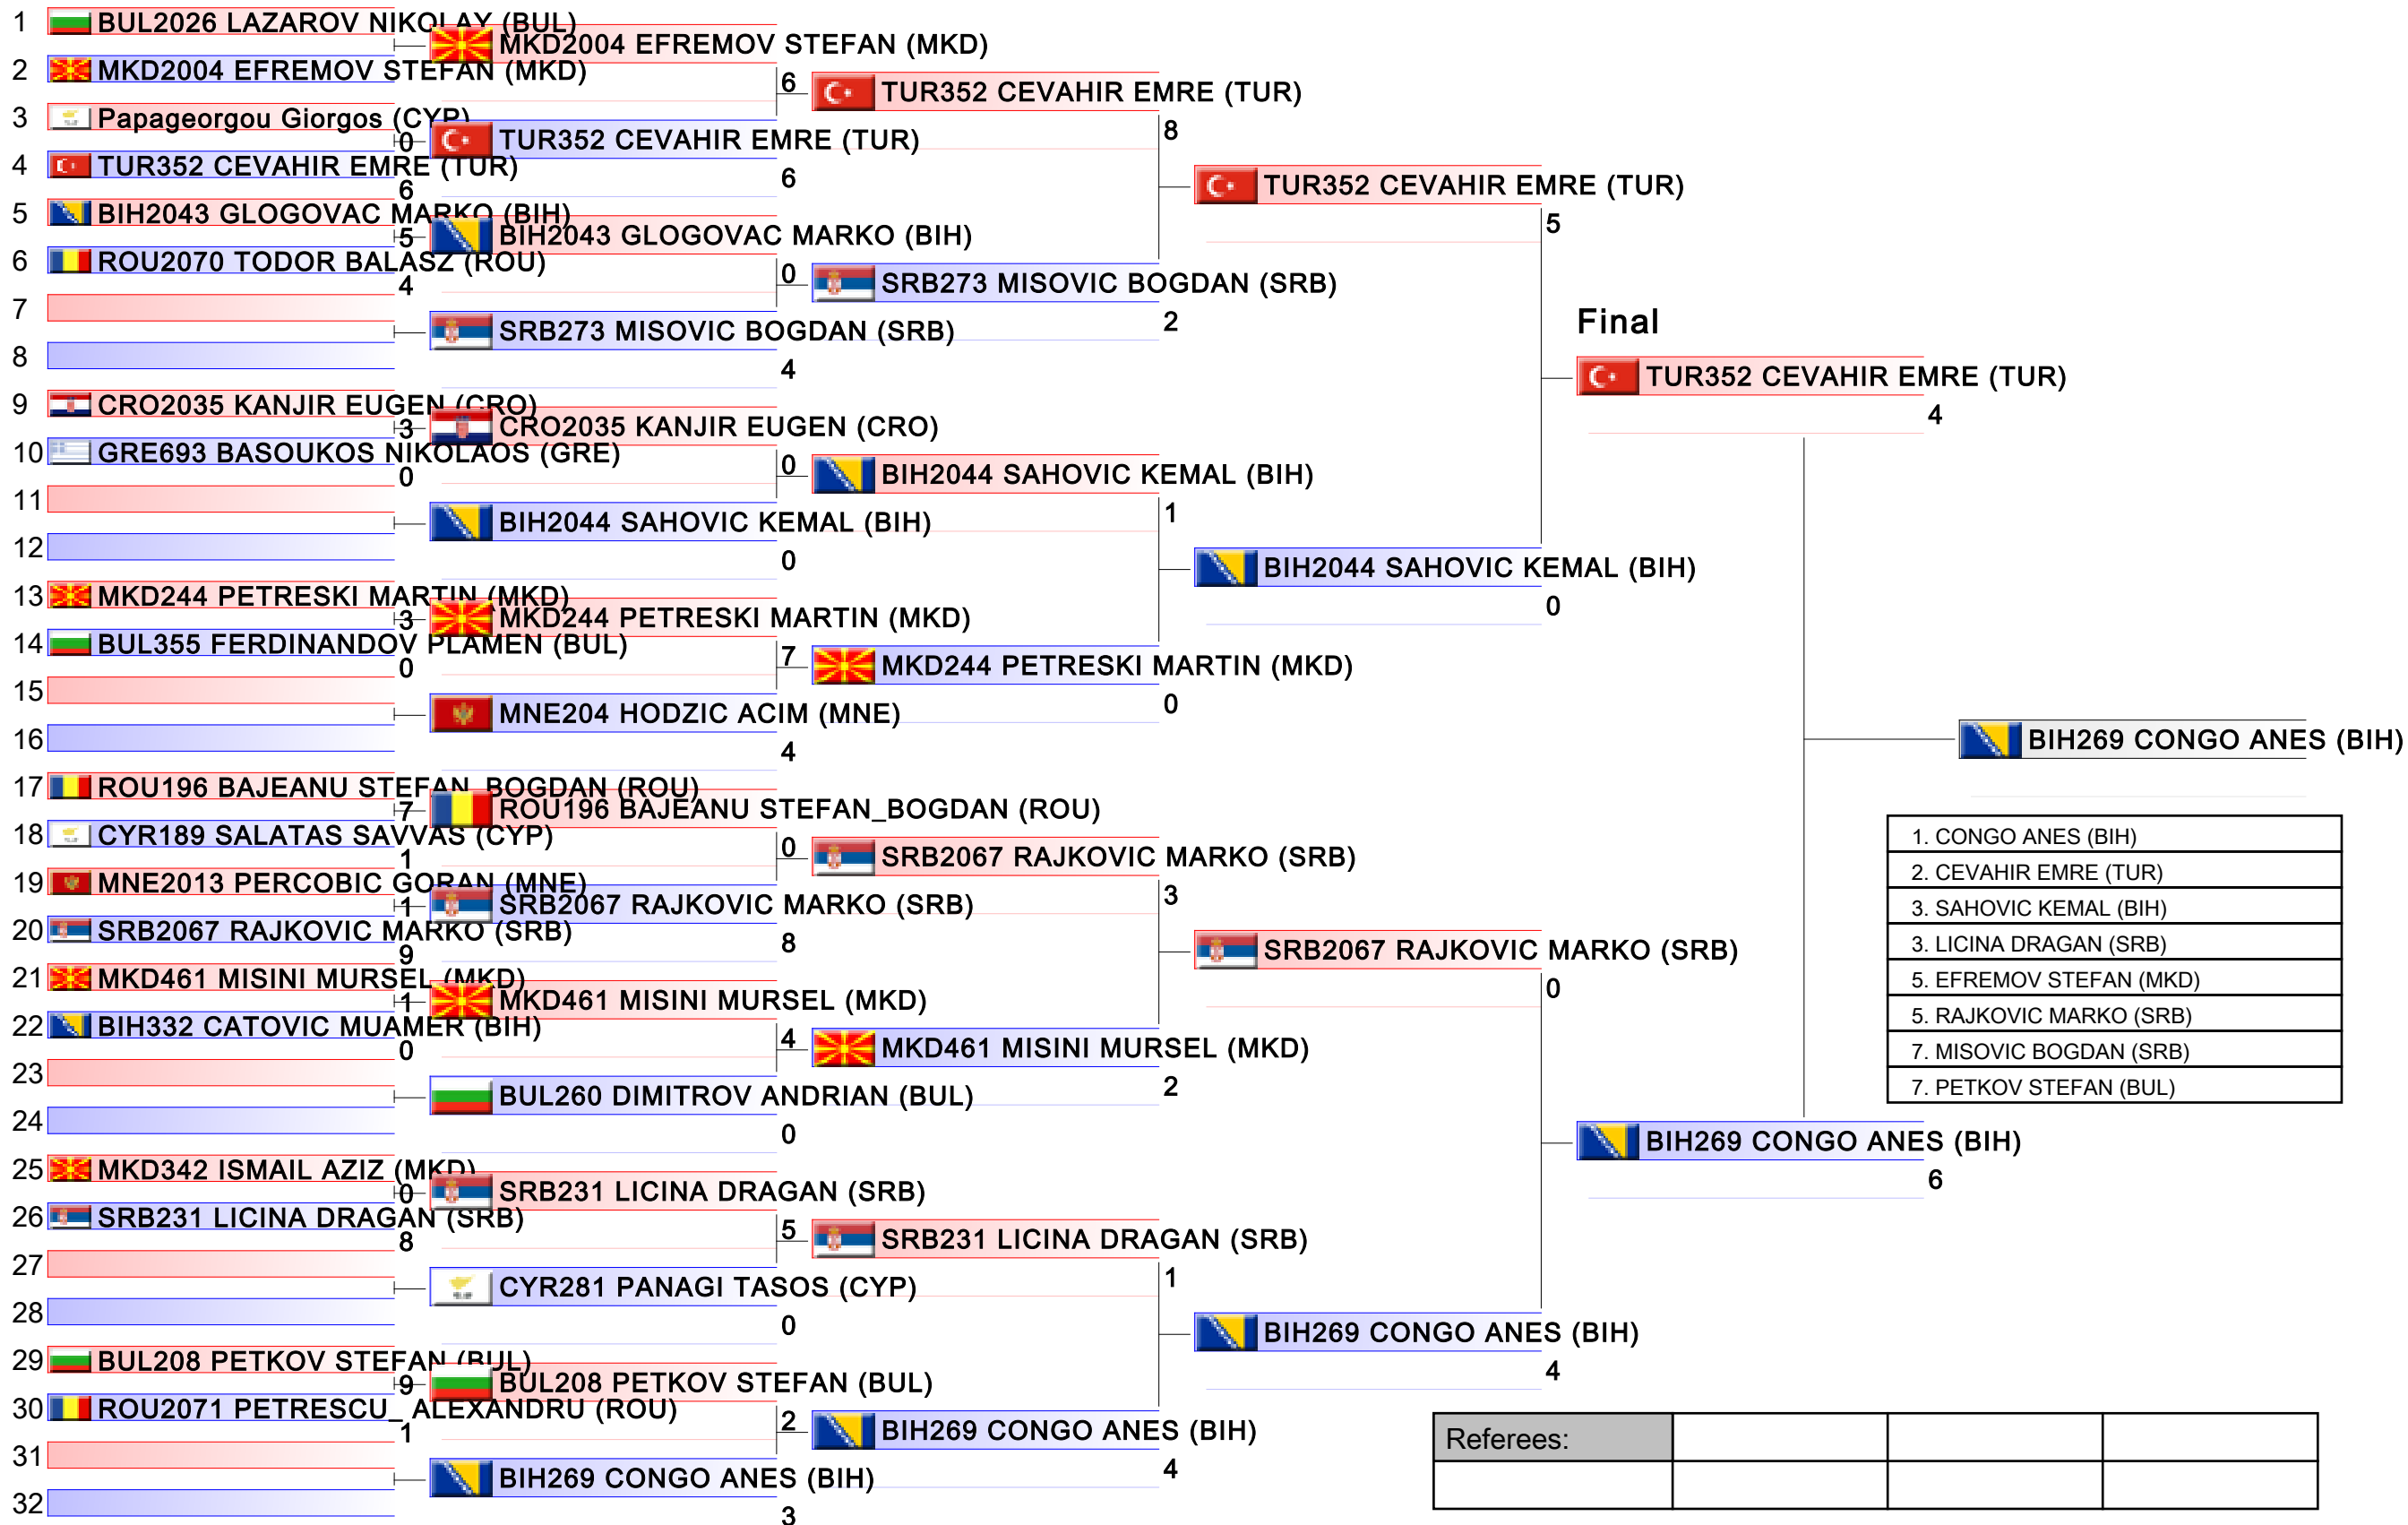 1 BUL2026 LAZAROV NIKOLAY (BUL)
2 MKD2004 EFREMOV STEFAN (MKD)
3 Papageorgou Giorgos (CYP)
0
4 TUR352 CEVAHIR EMRE (TUR)
6
5 BIH2043 GLOGOVAC MARKO (BIH)
5
6 ROU2070 TODOR BALASZ (ROU)
4
7
8
9 CRO2035 KANJIR EUGEN (CRO)
3
10 GRE693 BASOUKOS NIKOLAOS (GRE)
0
11
12
13 MKD244 PETRESKI MARTIN (MKD)
3
14 BUL355 FERDINANDOV PLAMEN (BUL)
0
15
16
17 ROU196 BAJEANU STEFAN_BOGDAN (ROU)
7
18 CYR189 SALATAS SAVVAS (CYP)
1
19 MNE2013 PERCOBIC GORAN (MNE)
1
20 SRB2067 RAJKOVIC MARKO (SRB)
9
21 MKD461 MISINI MURSEL (MKD)
1
22 BIH332 CATOVIC MUAMER (BIH)
0
23
24
25 MKD342 ISMAIL AZIZ (MKD)
0
26 SRB231 LICINA DRAGAN (SRB)
8
27
28
29 BUL208 PETKOV STEFAN (BUL)
9
30 ROU2071 PETRESCU_ALEXANDRU (ROU)
1
31
32
MKD2004 EFREMOV STEFAN (MKD)
6
TUR352 CEVAHIR EMRE (TUR)
6
BIH2043 GLOGOVAC MARKO (BIH)
0
SRB273 MISOVIC BOGDAN (SRB)
4
CRO2035 KANJIR EUGEN (CRO)
0
BIH2044 SAHOVIC KEMAL (BIH)
0
MKD244 PETRESKI MARTIN (MKD)
7
MNE204 HODZIC ACIM (MNE)
4
ROU196 BAJEANU STEFAN_BOGDAN (ROU)
0
SRB2067 RAJKOVIC MARKO (SRB)
8
MKD461 MISINI MURSEL (MKD)
4
BUL260 DIMITROV ANDRIAN (BUL)
0
SRB231 LICINA DRAGAN (SRB)
5
CYR281 PANAGI TASOS (CYP)
0
BUL208 PETKOV STEFAN (BUL)
2
BIH269 CONGO ANES (BIH)
3
TUR352 CEVAHIR EMRE (TUR)
8
SRB273 MISOVIC BOGDAN (SRB)
2
BIH2044 SAHOVIC KEMAL (BIH)
1
MKD244 PETRESKI MARTIN (MKD)
0
SRB2067 RAJKOVIC MARKO (SRB)
3
MKD461 MISINI MURSEL (MKD)
2
SRB231 LICINA DRAGAN (SRB)
1
BIH269 CONGO ANES (BIH)
4
TUR352 CEVAHIR EMRE (TUR)
5
BIH2044 SAHOVIC KEMAL (BIH)
0
SRB2067 RAJKOVIC MARKO (SRB)
0
BIH269 CONGO ANES (BIH)
4
Final
TUR352 CEVAHIR EMRE (TUR)
4
BIH269 CONGO ANES (BIH)
6
BIH269 CONGO ANES (BIH)
1. CONGO ANES (BIH)
2. CEVAHIR EMRE (TUR)
3. SAHOVIC KEMAL (BIH)
3. LICINA DRAGAN (SRB)
5. EFREMOV STEFAN (MKD)
5. RAJKOVIC MARKO (SRB)
7. MISOVIC BOGDAN (SRB)
7. PETKOV STEFAN (BUL)
Referees: